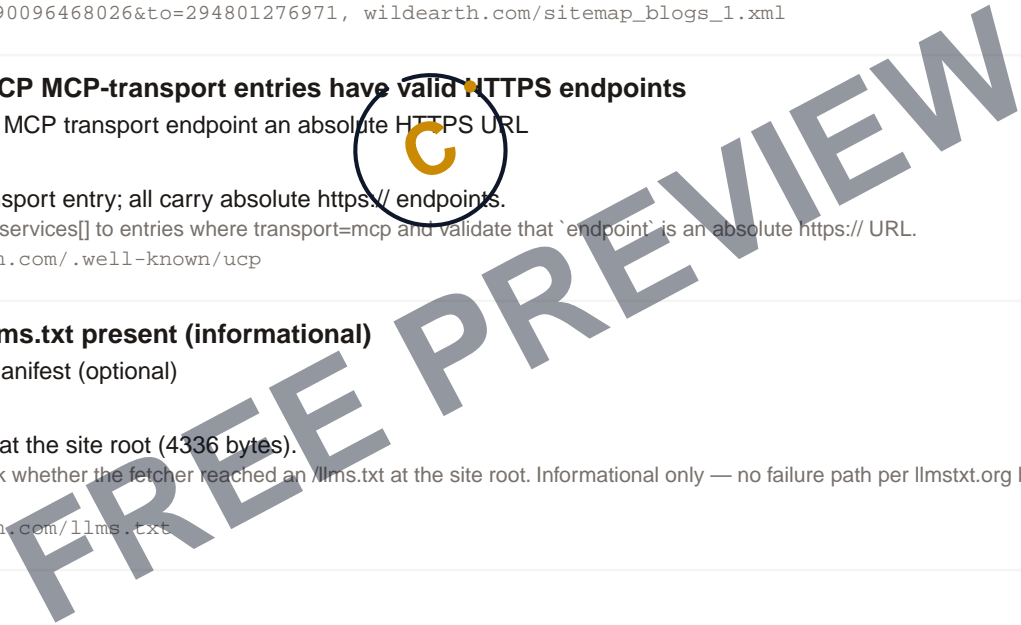 90096468026&to=294801276971, wildearth.com/sitemap_blogs_1.xml
CP MCP-transport entries have valid HTTPS endpoints
MCP transport endpoint an absolute HTTPS URL
C
sport entry; all carry absolute https:// endpoints.
services[] to entries where transport=mcp and validate that `endpoint` is an absolute https:// URL.
n.com/.well-known/ucp
lms.txt present (informational)
anifest (optional)
at the site root (4336 bytes).
k whether the fetcher reached an /llms.txt at the site root. Informational only — no failure path per llmstxt.org
n.com/llms.txt
FREE PREVIEW